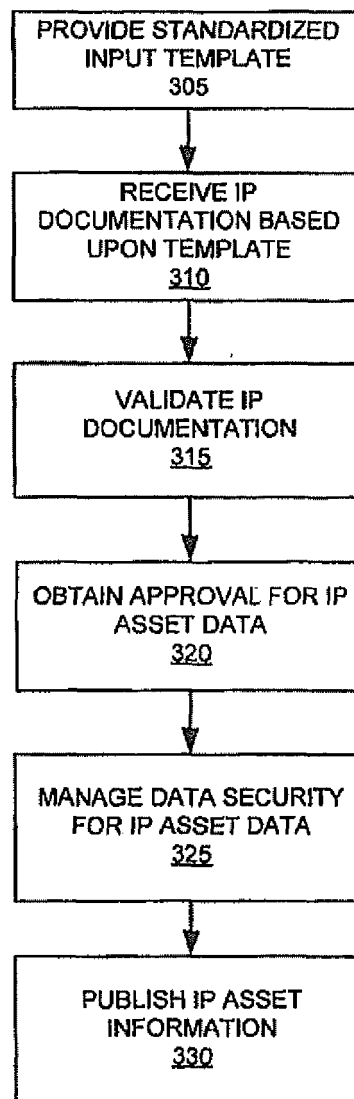 PROVIDE STANDARDIZED
INPUT TEMPLATE
305
RECEIVE IP
DOCUMENTATION BASED
UPON TEMPLATE
310
VALIDATE IP
DOCUMENTATION
315
OBTAIN APPROVAL FOR IP
ASSET DATA
320
MANAGE DATA SECURITY
FOR IP ASSET DATA
325
PUBLISH IP ASSET
INFORMATION
330